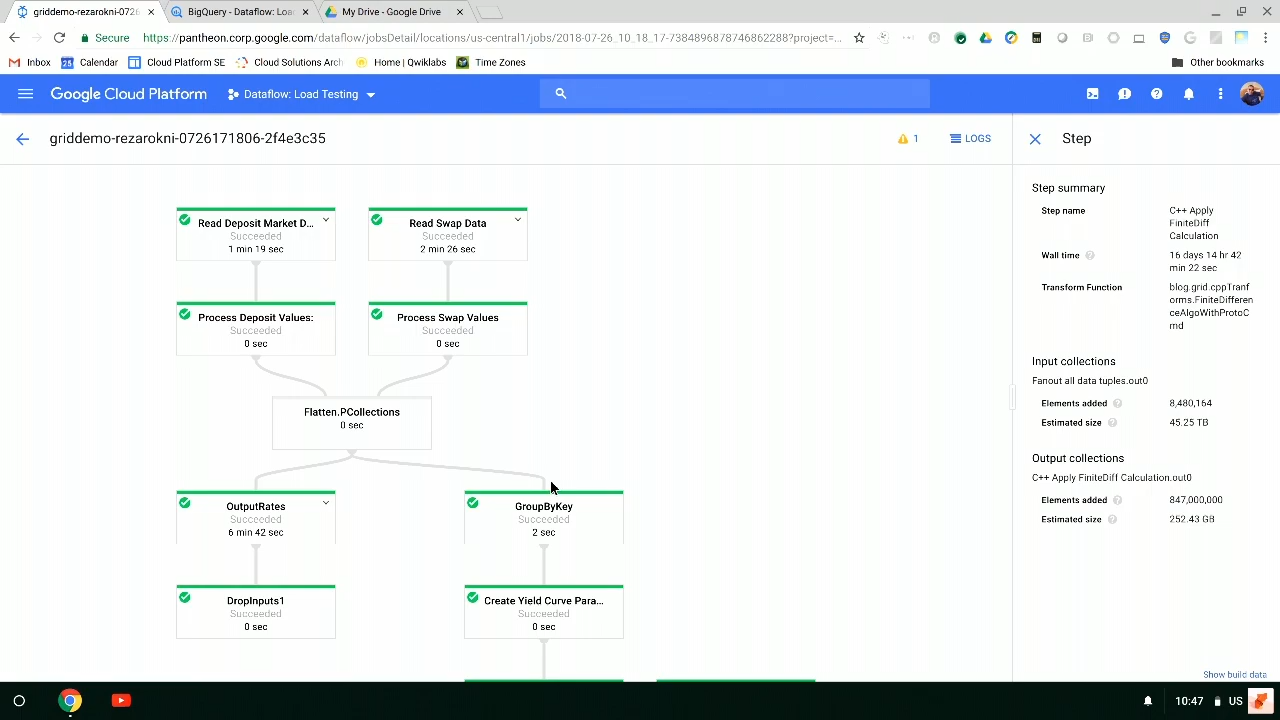 griddemo-rezarokni-0726
BigQuery - Dataflow: Loa
My Drive - Google Drive
Secure
https://pantheon.corp.google.com/dataflow/jobsDetail/locations/us-central1/jobs/2018-07-26_10_18_17-7384896878746862288?project=...
Inbox
Calendar
Cloud Platform SE
Cloud Solutions Arch
Home | Qwiklabs
Time Zones
Other bookmarks
Google Cloud Platform
Dataflow: Load Testing
griddemo-rezarokni-0726171806-2f4e3c35
1
LOGS
Step
Read Deposit Market D...
Succeeded
1 min 19 sec
Read Swap Data
Succeeded
2 min 26 sec
Process Deposit Values:
Succeeded
0 sec
Process Swap Values
Succeeded
0 sec
Flatten.PCollections
0 sec
OutputRates
Succeeded
6 min 42 sec
GroupByKey
Succeeded
2 sec
DropInputs1
Succeeded
0 sec
Create Yield Curve Para...
Succeeded
0 sec
Step summary
Step name
C++ Apply
FiniteDiff
Calculation
Wall time
16 days 14 hr 42
min 22 sec
Transform Function
blog.grid.cppTranf
orms.FiniteDifferen
ceAlgoWithProtoC
md
Input collections
Fanout all data tuples.out0
Elements added
8,480,164
Estimated size
45.25 TB
Output collections
C++ Apply FiniteDiff Calculation.out0
Elements added
847,000,000
Estimated size
252.43 GB
Show build data
10:47
US